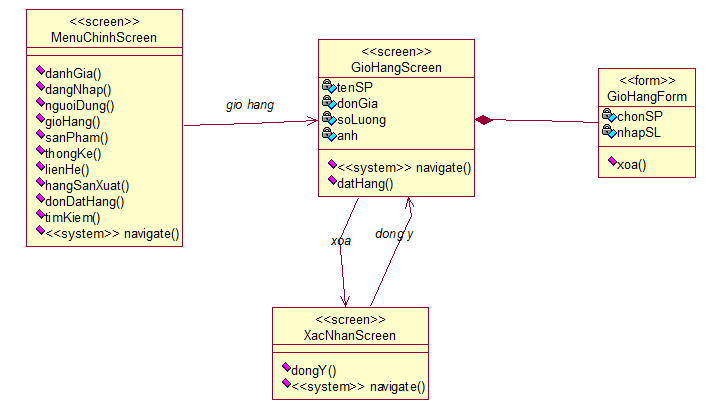 <<screen>>
MenuChinhScreen
danhGia()
dangNhap()
nguoiDung()
gioHang()
sanPham()
thongKe()
lienHe()
hangSanXuat()
donDatHang()
timKiem()
<<system>> navigate()
gio hang
<<screen>>
GioHangScreen
tenSP
donGia
soLuong
anh
<<system>> navigate()
datHang()
<<form>>
GioHangForm
chonSP
nhapSL
xoa()
xoa
dong y
<<screen>>
XacNhanScreen
dongY()
<<system>> navigate()